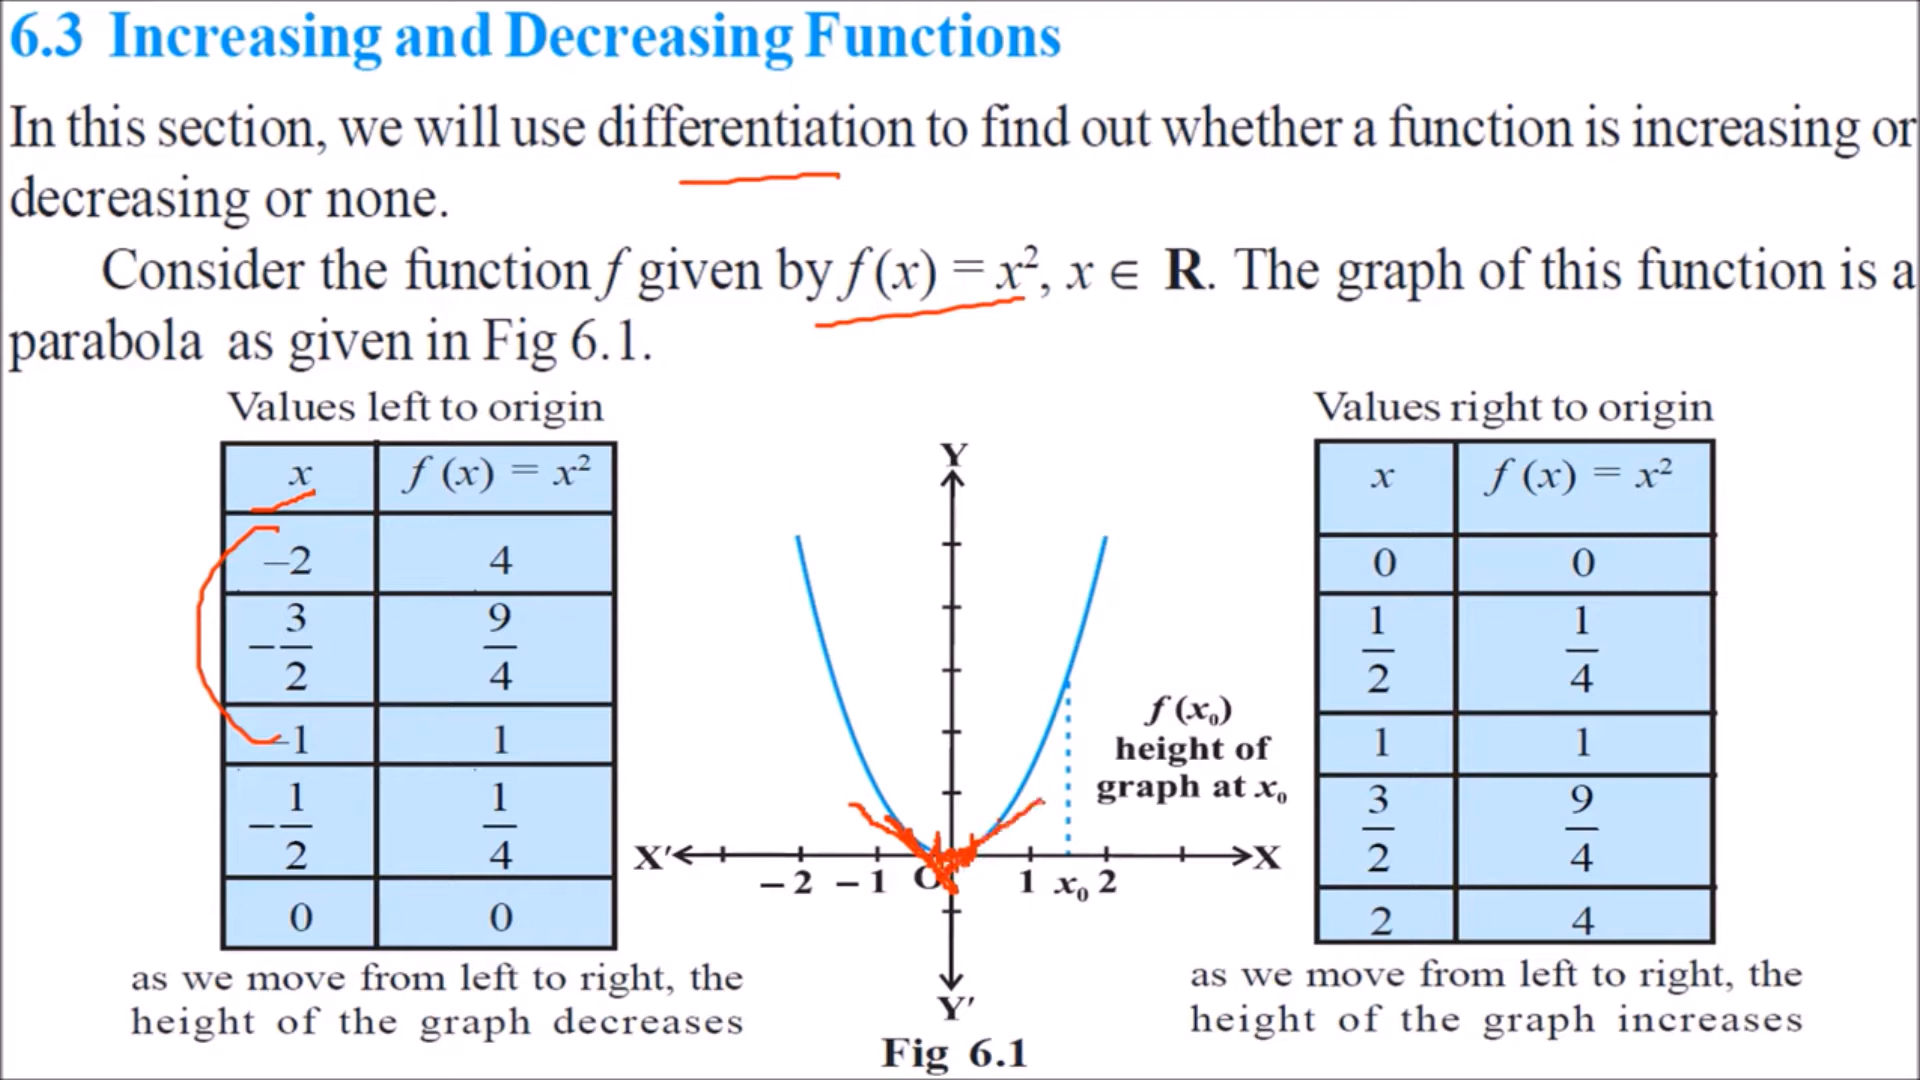 6.3 Increasing and Decreasing Functions
In this section, we will use differentiation to find out whether a function is increasing or
decreasing or none.
Consider the function f given by f(x) = x², x ∈ R. The graph of this function is a
parabola as given in Fig 6.1.
Values left to origin
x f (x) = x²
–2 4
–3/2 9/4
–1 1
–1/2 1/4
0 0
as we move from left to right, the
height of the graph decreases
Y
f (x₀)
height of
graph at x₀
X′ X
–2 –1 O 1 x₀ 2
Y′
Fig 6.1
Values right to origin
x f (x) = x²
0 0
1/2 1/4
1 1
3/2 9/4
2 4
as we move from left to right, the
height of the graph increases